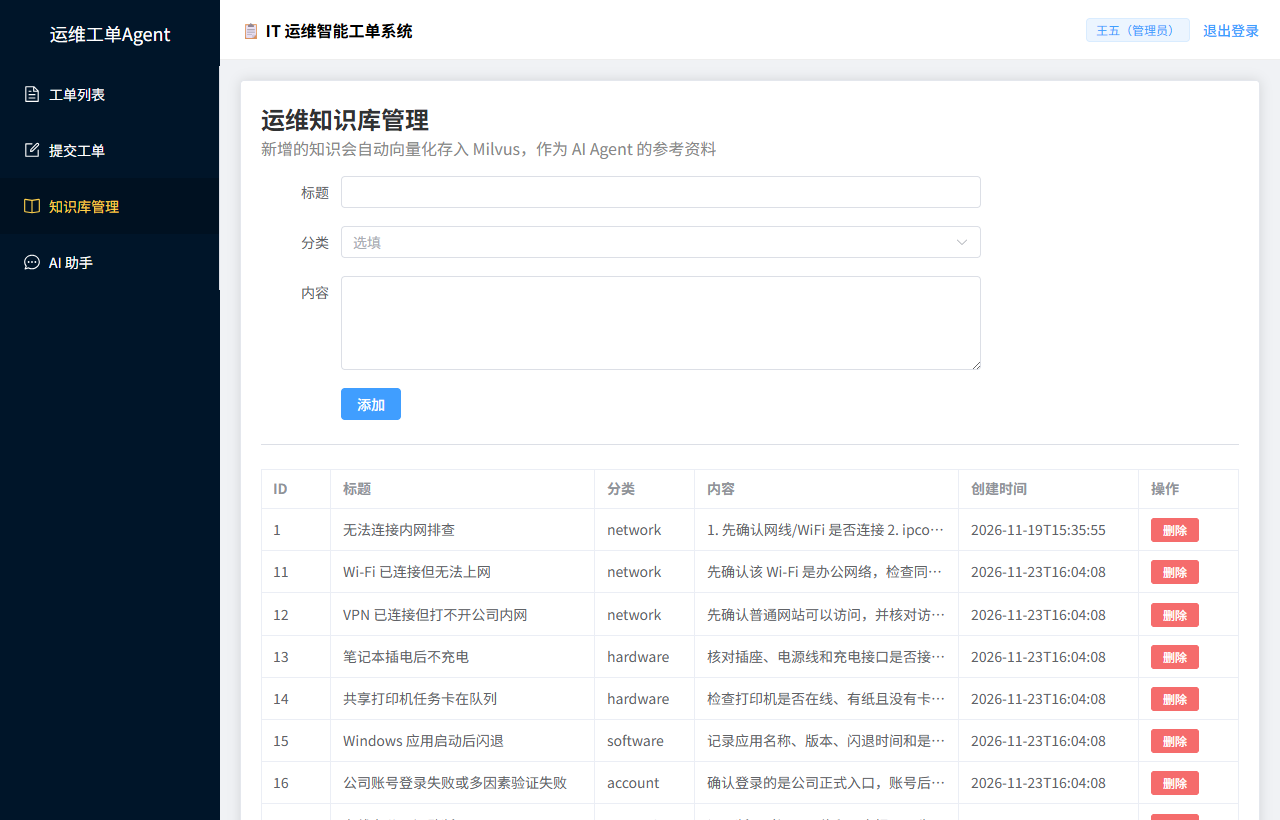 运维工单Agent
📋 IT 运维智能工单系统
王五（管理员）
退出登录
工单列表
提交工单
知识库管理
AI 助手
运维知识库管理
新增的知识会自动向量化存入 Milvus，作为 AI Agent 的参考资料
标题
分类 选填
内容
添加
ID 标题 分类 内容 创建时间 操作
1 无法连接内网排查 network 1. 先确认网线/WiFi 是否连接 2. ipco… 2026-11-19T15:35:55 删除
11 Wi-Fi 已连接但无法上网 network 先确认该 Wi-Fi 是办公网络，检查同… 2026-11-23T16:04:08 删除
12 VPN 已连接但打不开公司内网 network 先确认普通网站可以访问，并核对访… 2026-11-23T16:04:08 删除
13 笔记本插电后不充电 hardware 核对插座、电源线和充电接口是否接… 2026-11-23T16:04:08 删除
14 共享打印机任务卡在队列 hardware 检查打印机是否在线、有纸且没有卡… 2026-11-23T16:04:08 删除
15 Windows 应用启动后闪退 software 记录应用名称、版本、闪退时间和是… 2026-11-23T16:04:08 删除
16 公司账号登录失败或多因素验证失败 account 确认登录的是公司正式入口，账号后… 2026-11-23T16:04:08 删除